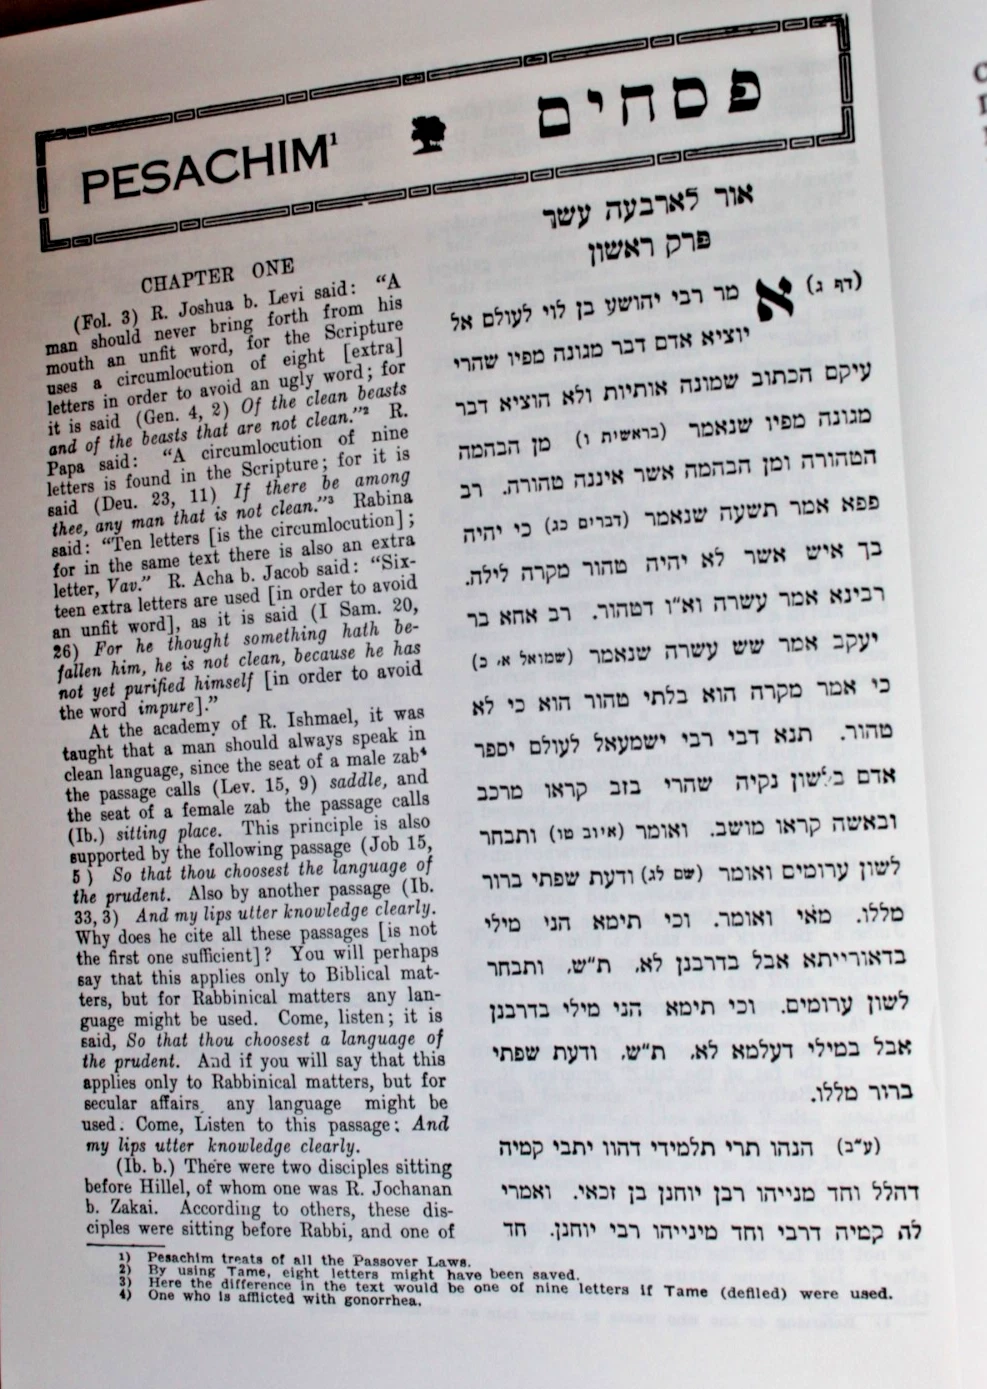 PESACHIM¹ פסחים
CHAPTER ONE
(Fol. 3) R. Joshua b. Levi said: “A
man should never bring forth from his
mouth an unfit word, for the Scripture
uses a circumlocution of eight [extra]
letters in order to avoid an ugly word; for
it is said (Gen. 4, 2) Of the clean beasts
and of the beasts that are not clean.”² R.
Papa said: “A circumlocution of nine
letters is found in the Scripture; for it is
said (Deu. 23, 11) If there be among
thee, any man that is not clean.”³ Rabina
said: “Ten letters [is the circumlocution];
for in the same text there is also an extra
letter, Vav.” R. Acha b. Jacob said: “Six-
teen extra letters are used [in order to avoid
an unfit word], as it is said (I Sam. 20,
26) For he thought something hath be-
fallen him, he is not clean, because he has
not yet purified himself [in order to avoid
the word impure].”
At the academy of R. Ishmael, it was
taught that a man should always speak in
clean language, since the seat of a male zab⁴
the passage calls (Lev. 15, 9) saddle, and
the seat of a female zab the passage calls
(Ib.) sitting place. This principle is also
supported by the following passage (Job 15,
5) So that thou choosest the language of
the prudent. Also by another passage (Ib.
33, 3) And my lips utter knowledge clearly.
Why does he cite all these passages [is not
the first one sufficient]? You will perhaps
say that this applies only to Biblical mat-
ters, but for Rabbinical matters any lan-
guage might be used. Come, listen; it is
said, So that thou choosest a language of
the prudent. And if you will say that this
applies only to Rabbinical matters, but for
secular affairs any language might be
used. Come, Listen to this passage: And
my lips utter knowledge clearly.
(Ib. b.) There were two disciples sitting
before Hillel, of whom one was R. Jochanan
b. Zakai. According to others, these dis-
ciples were sitting before Rabbi, and one of
אור לארבעה עשר
פרק ראשון
(דף ג) אמר רבי יהושע בן לוי לעולם אל
יוציא אדם דבר מגונה מפיו שהרי
עיקם הכתוב שמונה אותיות ולא הוציא דבר
מגונה מפיו שנאמר (בראשית ו) מן הבהמה
הטהורה ומן הבהמה אשר איננה טהורה. רב
פפא אמר תשעה שנאמר (דברים כג) כי יהיה
בך איש אשר לא יהיה טהור מקרה לילה.
רבינא אמר עשרה וא"ו דטהור. רב אחא בר
יעקב אמר שש עשרה שנאמר (שמואל א, כ)
כי אמר מקרה הוא בלתי טהור הוא כי לא
טהור. תנא דבי רבי ישמעאל לעולם יספר
אדם בלשון נקיה שהרי בזב קראו מרכב
ובאשה קראו מושב. ואומר (איוב טו) ותבחר
לשון ערומים ואומר (שם לג) ודעת שפתי ברור
מללו. מאי ואומר. וכי תימא הני מילי
בדאורייתא אבל בדרבנן לא, ת"ש, ותבחר
לשון ערומים. וכי תימא הני מילי בדרבנן
אבל במילי דעלמא לא, ת"ש, ודעת שפתי
ברור מללו.
(ע"ב) הנהו תרי תלמידי דהוו יתבי קמיה
דהלל וחד מנייהו רבן יוחנן בן זכאי. ואמרי
לה קמיה דרבי וחד מינייהו רבי יוחנן. חד
1) Pesachim treats of all the Passover Laws.
2) By using Tame, eight letters might have been saved.
3) Here the difference in the text would be one of nine letters if Tame (defiled) were used.
4) One who is afflicted with gonorrhea.